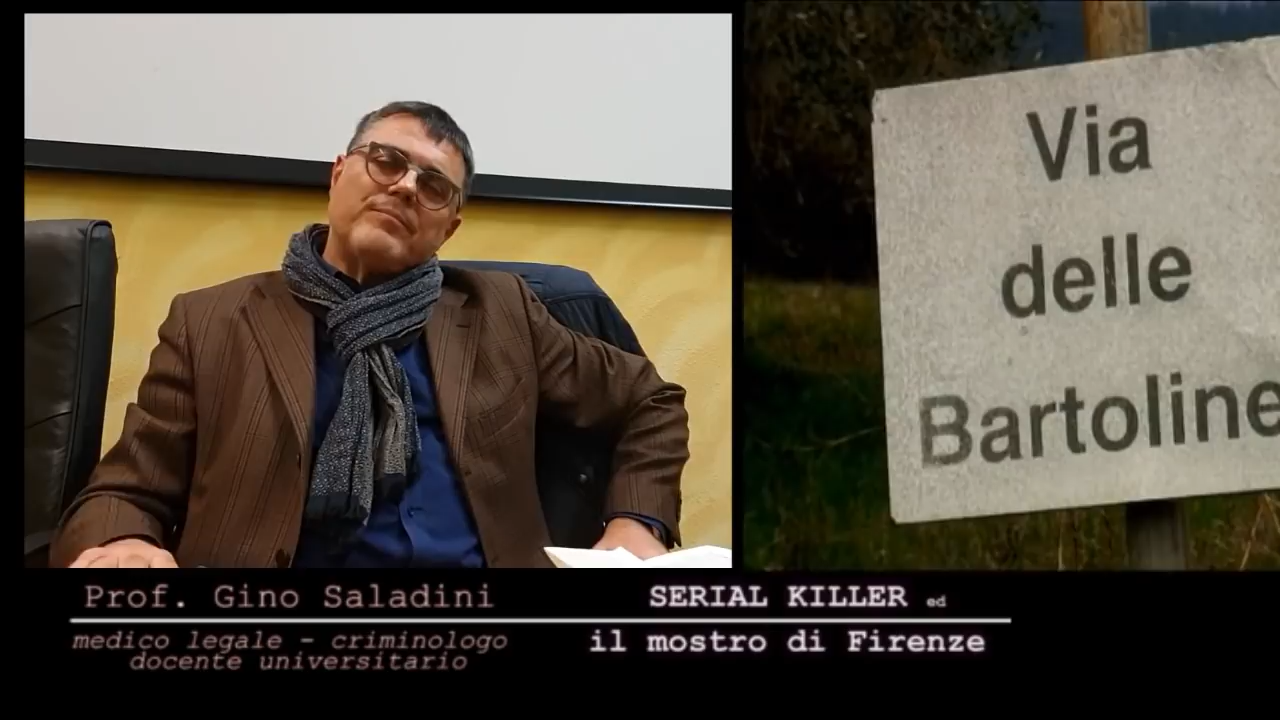 Via
delle
Bartoline
Prof. Gino Saladini
medico legale - criminologo
docente universitario
SERIAL KILLER ed
il mostro di Firenze